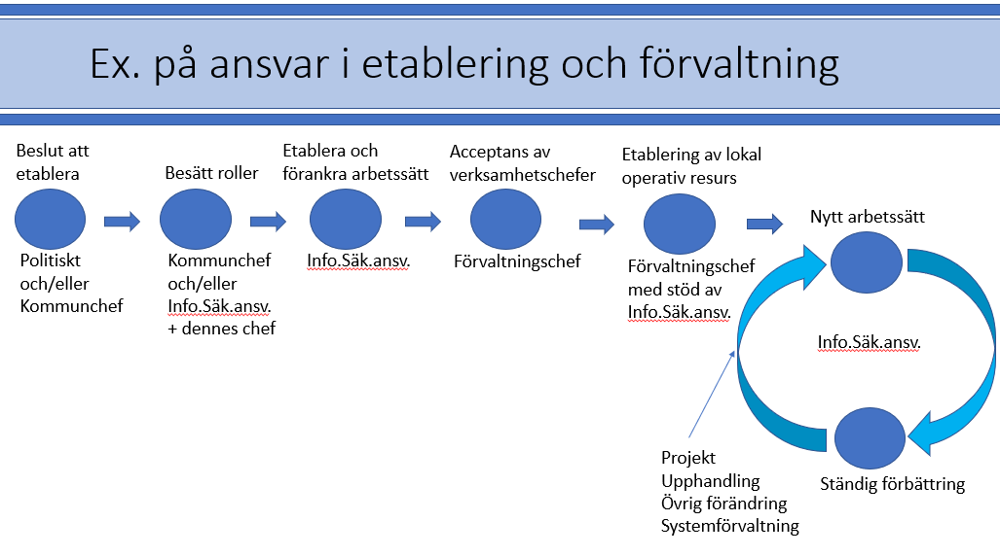 Ex. på ansvar i etablering och förvaltning
Beslut att
etablera
Besätt roller
Etablera och
förankra arbetssätt
Acceptans av
verksamhetschefer
Etablering av lokal
operativ resurs
Nytt arbetssätt
Politiskt
och/eller
Kommunchef
Kommunchef
och/eller
Info.Säk.ansv.
+ dennes chef
Info.Säk.ansv.
Förvaltningschef
Förvaltningschef
med stöd av
Info.Säk.ansv.
Info.Säk.ansv.
Projekt
Upphandling
Övrig förändring
Systemförvaltning
Ständig förbättring